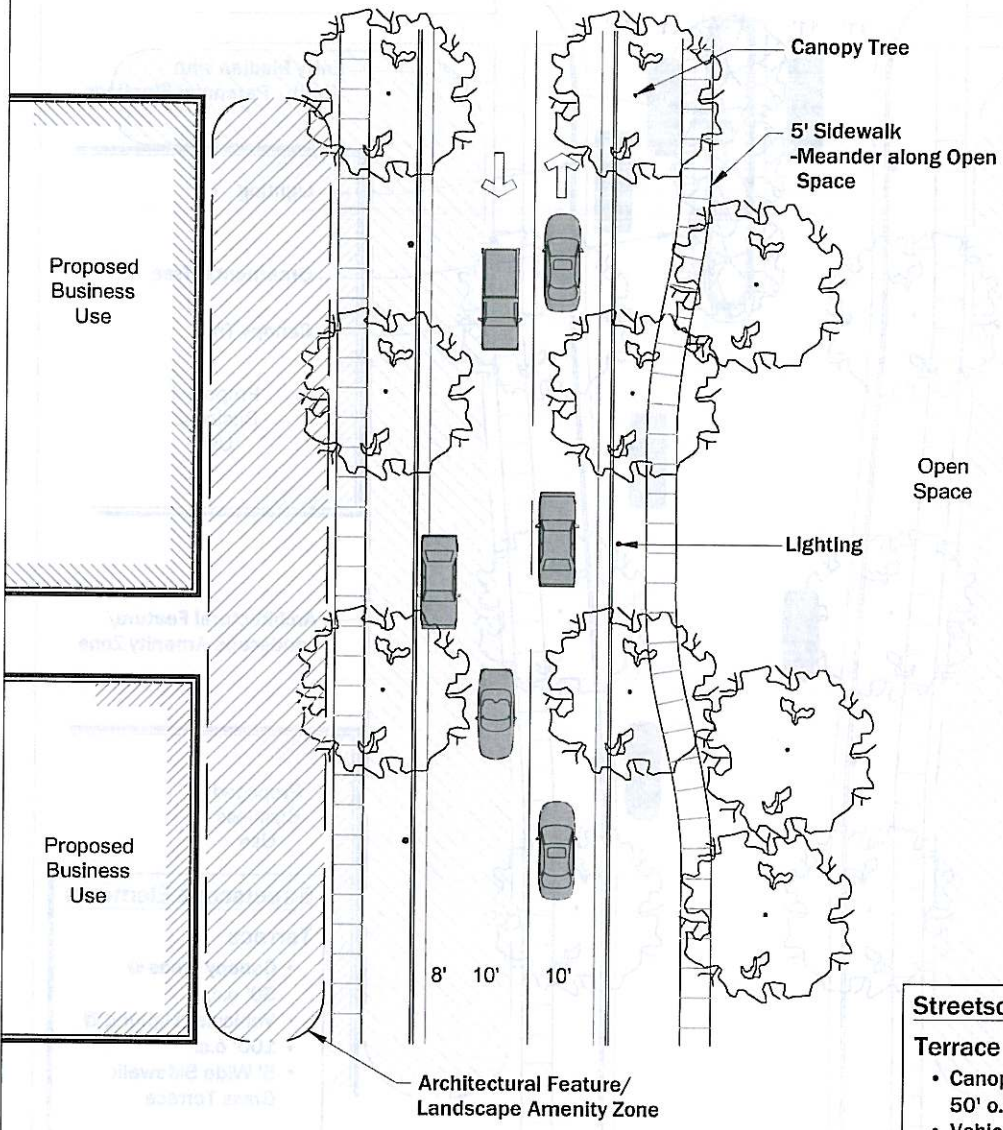 Canopy Tree
5' Sidewalk
-Meander along Open
Space
Proposed
Business
Use
Open
Space
Lighting
Proposed
Business
Use
8' 10' 10'
Architectural Feature/
Landscape Amenity Zone
Terrace
50' o.